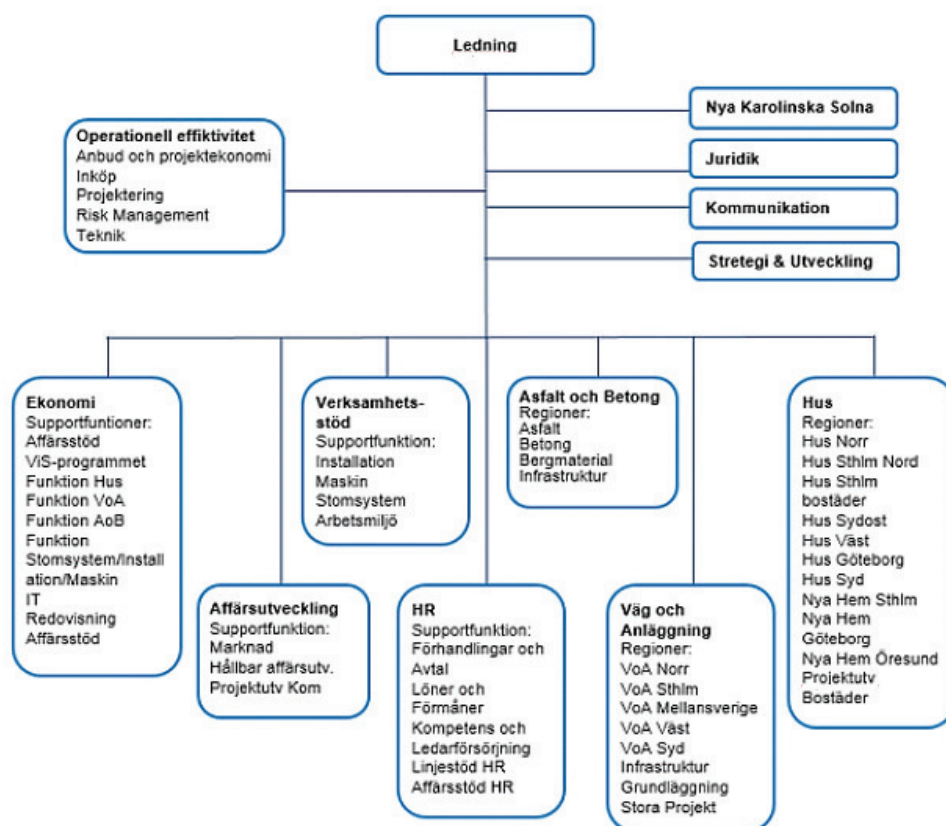 Ledning
Nya Karolinska Solna
Operationell effiktivitet
Anbud och projektekonomi
Inköp
Projektering
Risk Management
Teknik
Juridik
Kommunikation
Stretegi & Utveckling
Ekonomi
Supportfuntioner:
Affärsstöd
ViS-programmet
Funktion Hus
Funktion VoA
Funktion AoB
Funktion
Stomsystem/Install
ation/Maskin
IT
Redovisning
Affärsstöd
Affärsutveckling
Supportfunktion:
Marknad
Hållbar affärsutv.
Projektutv Kom
Verksamhets-
stöd
Supportfunktion:
Installation
Maskin
Stomsystem
Arbetsmiljö
HR
Supportfunktion:
Förhandlingar och
Avtal
Löner och
Förmåner
Kompetens och
Ledarförsörjning
Linjestöd HR
Affärsstöd HR
Asfalt och Betong
Regioner:
Asfalt
Betong
Bergmaterial
Infrastruktur
Väg och
Anläggning
Regioner:
VoA Norr
VoA Sthlm
VoA Mellansverige
VoA Väst
VoA Syd
Infrastruktur
Grundläggning
Stora Projekt
Hus
Regioner:
Hus Norr
Hus Sthlm Nord
Hus Sthlm
bostäder
Hus Sydost
Hus Väst
Hus Göteborg
Hus Syd
Nya Hem Sthlm
Nya Hem
Göteborg
Nya Hem Öresund
Projektutv
Bostäder